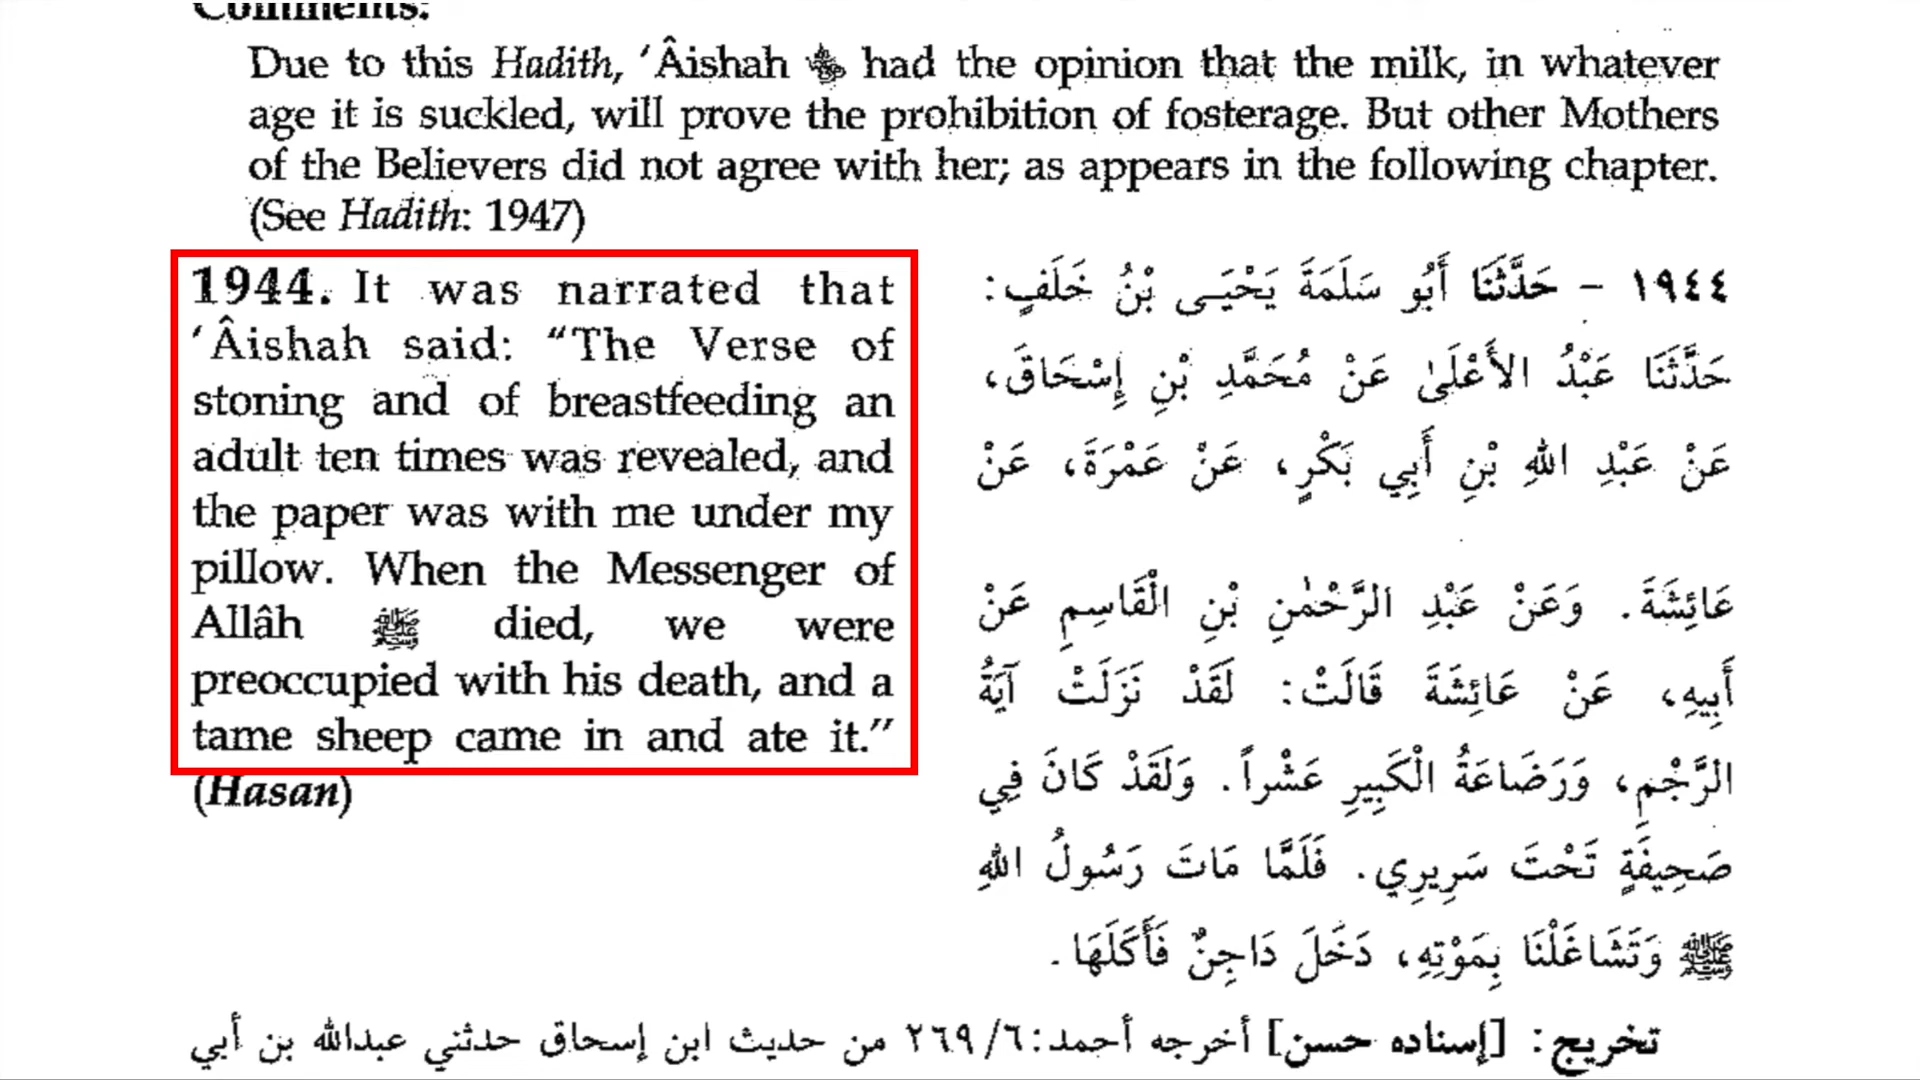 Comments:
Due to this Hadith, ‘Âishah had the opinion that the milk, in whatever
age it is suckled, will prove the prohibition of fosterage. But other Mothers
of the Believers did not agree with her; as appears in the following chapter.
(See Hadith: 1947)
1944. It was narrated that
‘Âishah said: “The Verse of
stoning and of breastfeeding an
adult ten times was revealed, and
the paper was with me under my
pillow. When the Messenger of
Allâh ﷺ died, we were
preoccupied with his death, and a
tame sheep came in and ate it.”
(Hasan)
١٩٤٤ – حَدَّثَنَا أَبُو سَلَمَةَ يَحْيَـى بْنُ خَلَفٍ:
حَدَّثَنَا عَبْدُ الأَعْلَىٰ عَنْ مُحَمَّدِ بْنِ إِسْحَاقَ،
عَنْ عَبْدِ اللهِ بْنِ أَبِي بَكْرٍ، عَنْ عَمْرَةَ، عَنْ
عَائِشَةَ. وَعَنْ عَبْدِ الرَّحْمٰنِ بْنِ الْقَاسِمِ عَنْ
أَبِيهِ، عَنْ عَائِشَةَ قَالَتْ: لَقَدْ نَزَلَتْ آيَةُ
الرَّجْمِ، وَرَضَاعَةُ الْكَبِيرِ عَشْراً. وَلَقَدْ كَانَ فِي
صَحِيفَةٍ تَحْتَ سَرِيرِي. فَلَمَّا مَاتَ رَسُولُ اللهِ
ﷺ وَتَشَاغَلْنَا بِمَوْتِهِ، دَخَلَ دَاجِنٌ فَأَكَلَهَا.
تخريج: [إسناده حسن] أخرجه أحمد:٦/ ٢٦٩ من حديث ابن إسحاق حدثني عبدالله بن أبي